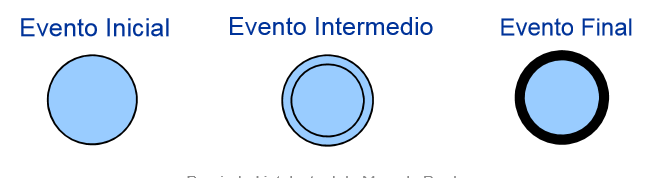 Evento Inicial
Evento Intermedio
Evento Final